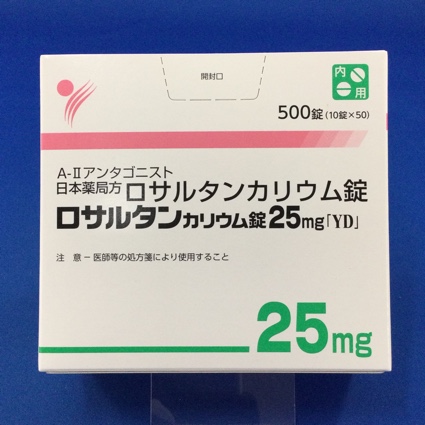 開封口
内用
500錠(10錠×50)
A-IIアンタゴニスト
日本薬局方 ロサルタンカリウム錠
ロサルタンカリウム錠25mg「YD」
注 意 − 医師等の処方箋により使用すること
25mg